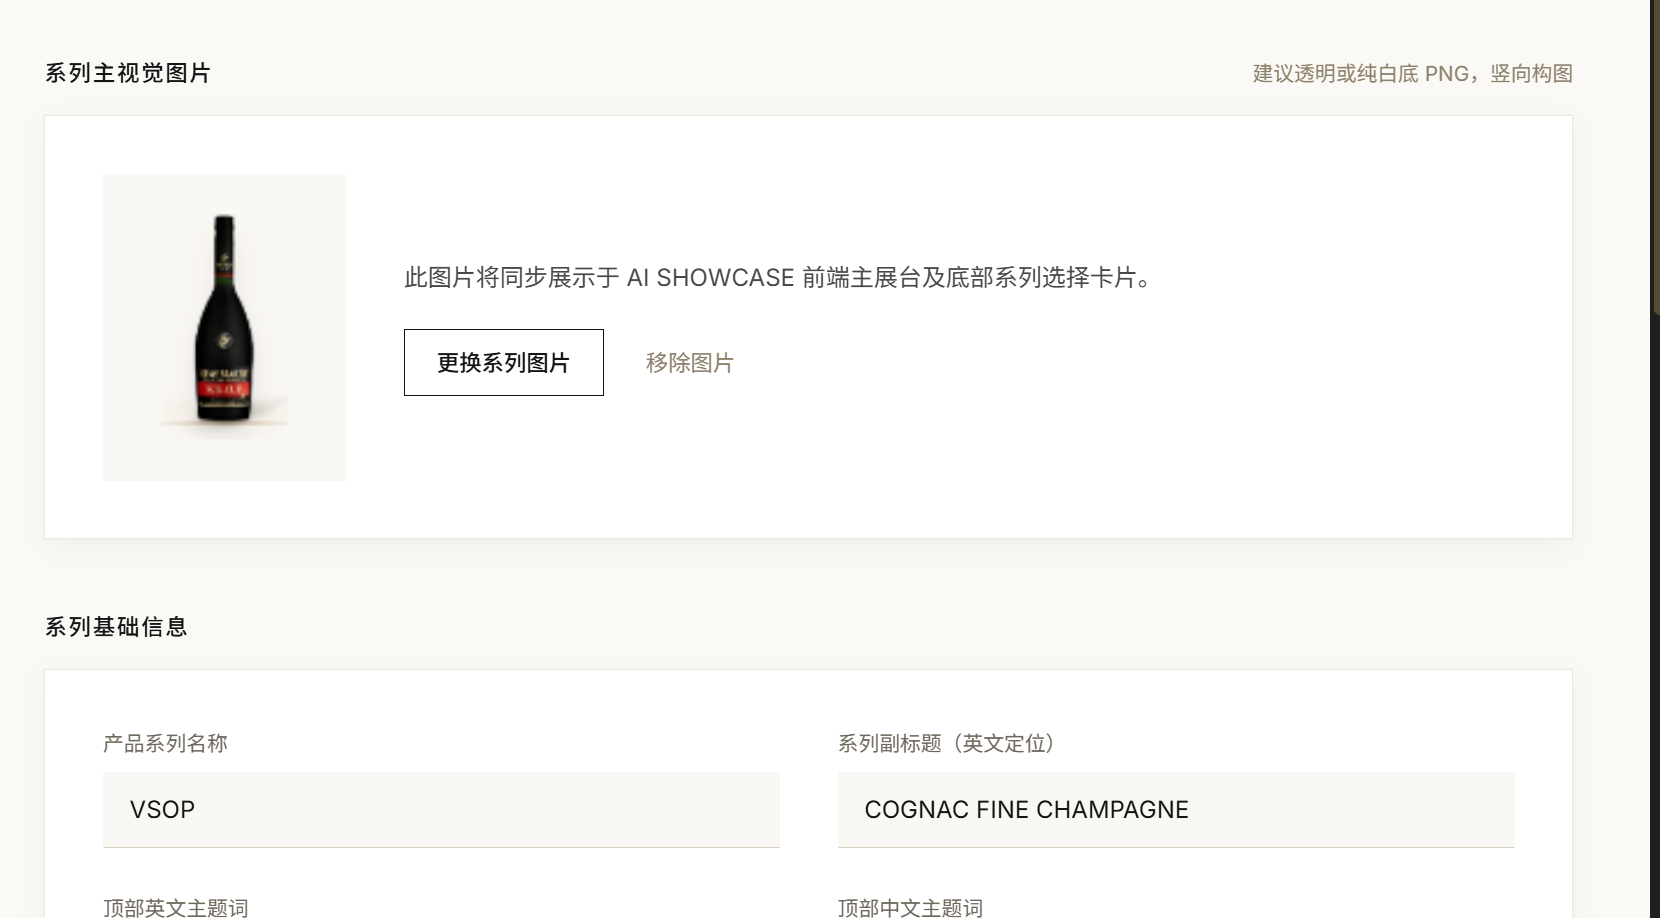 系列主视觉图片
建议透明或纯白底 PNG，竖向构图
此图片将同步展示于 AI SHOWCASE 前端主展台及底部系列选择卡片。
更换系列图片
移除图片
V.S.O.P
系列基础信息
产品系列名称
系列副标题（英文定位）
VSOP
COGNAC FINE CHAMPAGNE
顶部英文主题词
顶部中文主题词